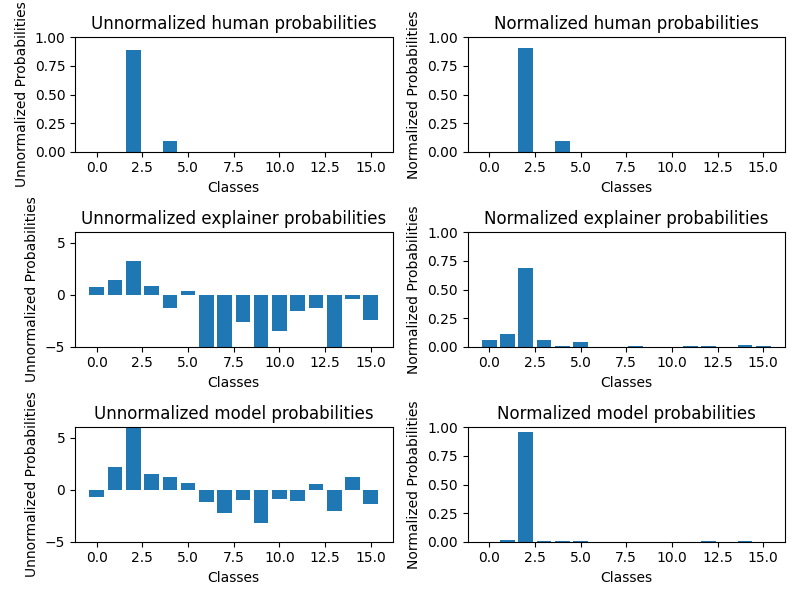 Unnormalized human probabilities
Unnormalized Probabilities
1.00
0.75
0.50
0.25
0.00
0.0 2.5 5.0 7.5 10.0 12.5 15.0
Classes
Normalized human probabilities
Normalized Probabilities
1.00
0.75
0.50
0.25
0.00
0.0 2.5 5.0 7.5 10.0 12.5 15.0
Classes
Unnormalized explainer probabilities
Unnormalized Probabilities
5
0
−5
0.0 2.5 5.0 7.5 10.0 12.5 15.0
Classes
Normalized explainer probabilities
Normalized Probabilities
1.00
0.75
0.50
0.25
0.00
0.0 2.5 5.0 7.5 10.0 12.5 15.0
Classes
Unnormalized model probabilities
Unnormalized Probabilities
5
0
−5
0.0 2.5 5.0 7.5 10.0 12.5 15.0
Classes
Normalized model probabilities
Normalized Probabilities
1.00
0.75
0.50
0.25
0.00
0.0 2.5 5.0 7.5 10.0 12.5 15.0
Classes